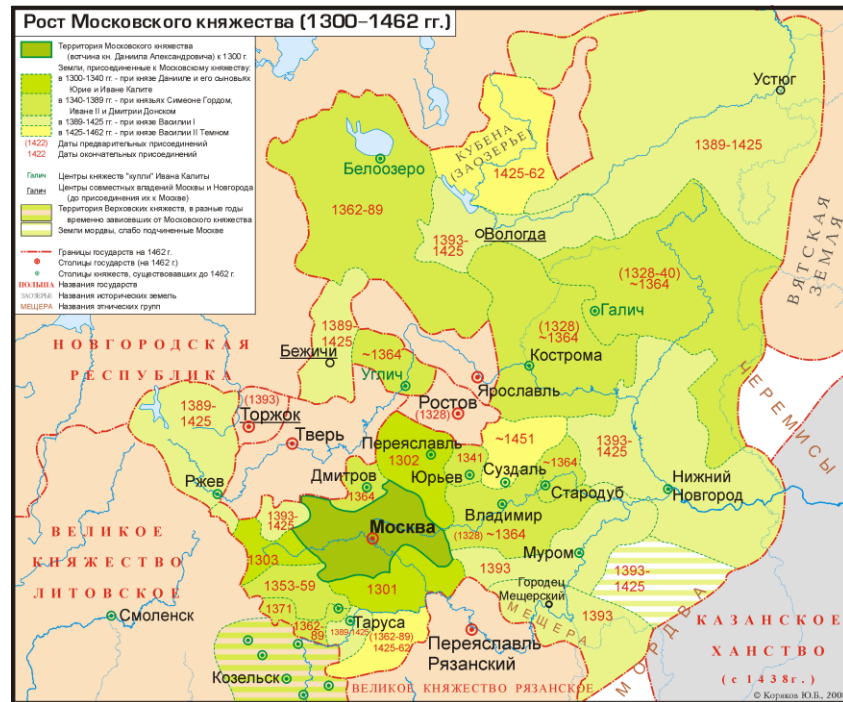 Рост Московского княжества (1300–1462 гг.)
Территория Московского княжества
(вотчина кн. Даниила Александровича) к 1300 г.
Земли, присоединенные к Московскому княжеству:
в 1300-1340 гг. - при князе Данииле и его сыновьях
Юрие и Иване Калите
в 1340-1389 гг. - при князьях Симеоне Гордом,
Иване II и Дмитрии Донском
в 1389-1425 гг. - при князе Василии I
в 1425-1462 гг. - при князе Василии II Темном
(1422) Даты предварительных присоединений
1422 Даты окончательных присоединений
Галич Центры княжеств "купли" Ивана Калиты
Галич Центры совместных владений Москвы и Новгорода
(до присоединения их к Москве)
Территория Верховских княжеств, в разные годы
временно зависевших от Московского княжества
Земли мордвы, слабо подчиненные Москве
Границы государств на 1462 г.
Столицы государств (на 1462 г.)
Столицы княжеств, существовавших до 1462 г.
ПОЛЬША Названия государств
ЗАОЗЕРЬЕ Названия исторических земель
МЕЩЕРА Названия этнических групп
Устюг
1389-1425
КУБЕНА
(ЗАОЗЕРЬЕ)
1425-62
Белоозеро
1362-89
Вологда
1393-
1425
ВЯТСКАЯ
ЗЕМЛЯ
(1328-40)
~1364
Галич
(1328)
~1364
Кострома
1389-
1425
Бежичи
~1364
Углич
Ярославль
НОВГОРОДСКАЯ
РЕСПУБЛИКА
ЧЕРЕМИСЫ
1389-
1425
(1393)
Торжок
Ростов
(1328)
Тверь
Переяславль
1302
~1451
1393-
1425
Ржев
Дмитров
1364
1341
Юрьев
Суздаль
~1364
Стародуб
Нижний
Новгород
1393-
1425
Москва
Владимир
(1328) ~1364
ВЕЛИКОЕ
КНЯЖЕСТВО
ЛИТОВСКОЕ
1303
1301
1393
Муром
1393-
1425
1353-59
1371
Городец
Мещерский
МЕЩЕРА
1393
Смоленск
1362-
89
Таруса
1389-1425
(1362-89)
1425-62
Переяславль
Рязанский
МОРДВА
КАЗАНСКОЕ
ХАНСТВО
(с 1438г.)
Козельск
ВЕЛИКОЕ КНЯЖЕСТВО РЯЗАНСКОЕ
© Коряков Ю.Б.,